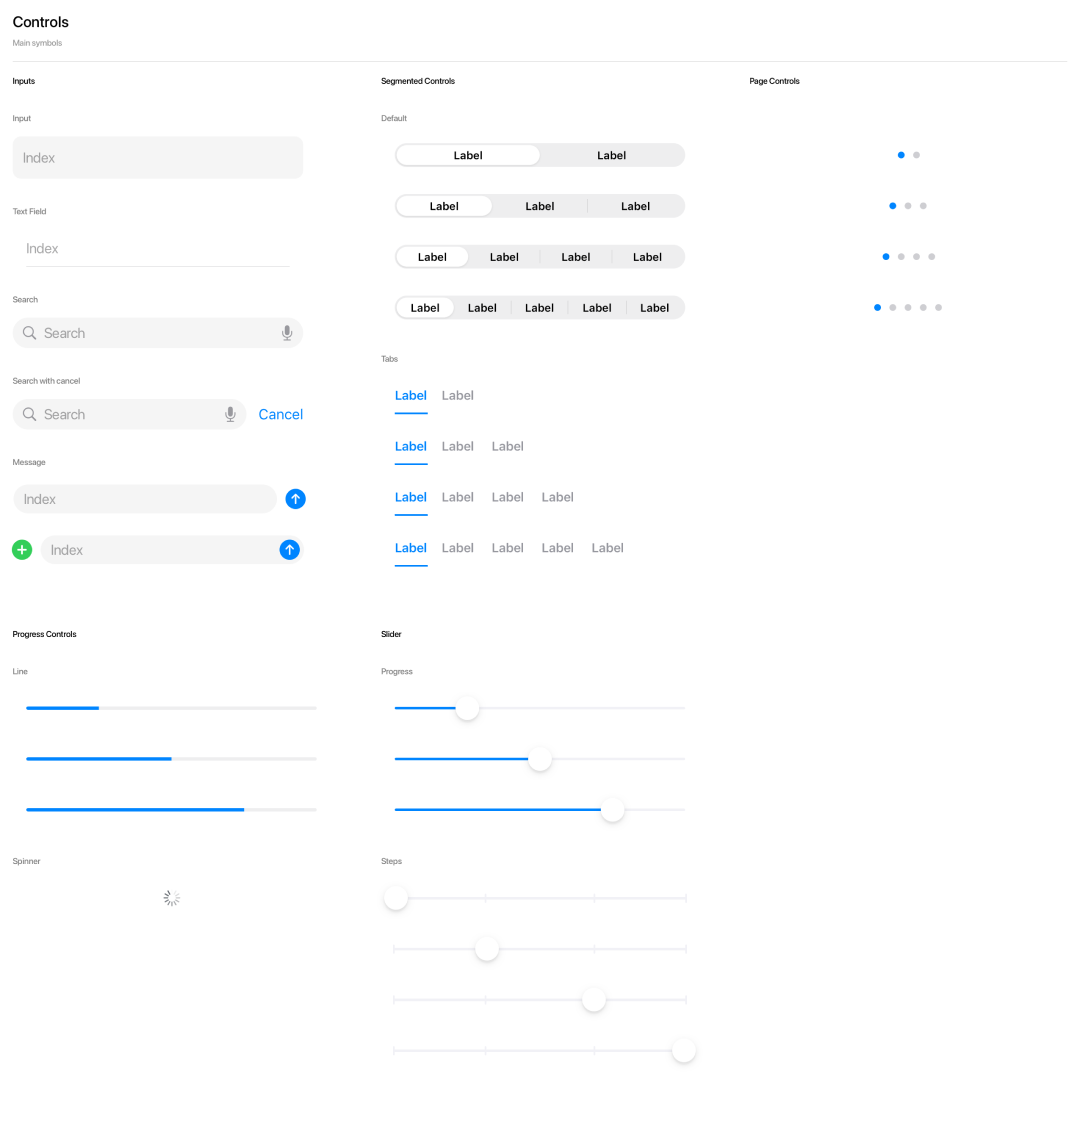 Controls
Main symbols
Inputs
Input
Index
Text Field
Index
Search
Search
Search with cancel
Search Cancel
Message
Index
Index
Segmented Controls
Default
Label Label
Label Label Label
Label Label Label Label
Label Label Label Label Label
Tabs
Label Label
Label Label Label
Label Label Label Label
Label Label Label Label Label
Page Controls
Progress Controls
Line
Spinner
Slider
Progress
Steps